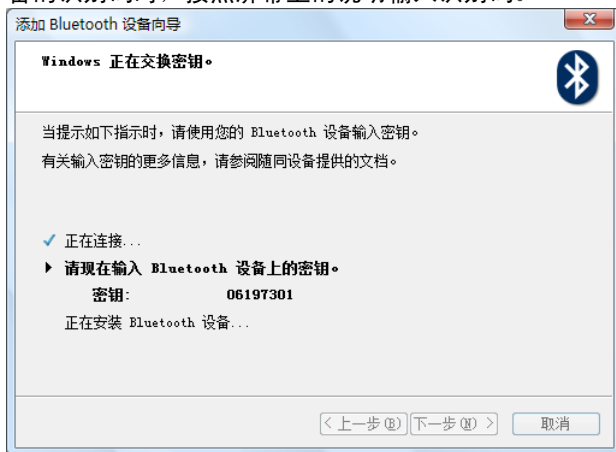 添加 Bluetooth 设备向导
Windows 正在交换密钥。
当提示如下指示时，请使用您的 Bluetooth 设备输入密钥。
有关输入密钥的更多信息，请参阅随同设备提供的文档。
✓ 正在连接...
▶ 请现在输入 Bluetooth 设备上的密钥。
密钥: 06197301
正在安装 Bluetooth 设备...
< 上一步(B) 下一步(N) > 取消